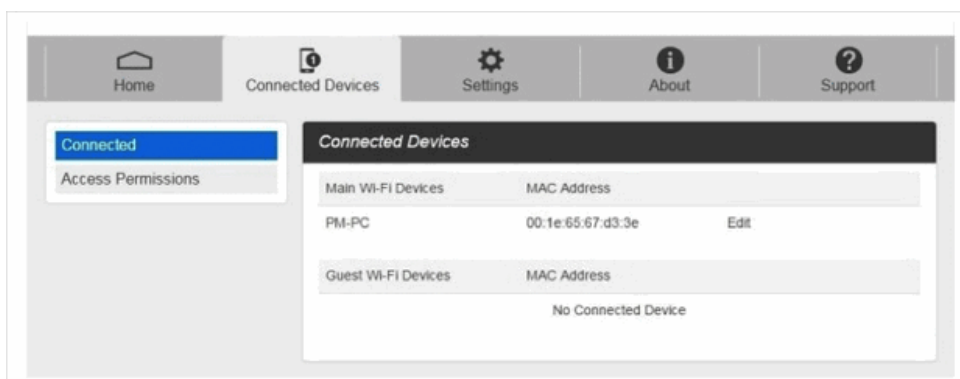 Home
Connected Devices
Settings
About
Support
Connected
Access Permissions
Connected Devices
Main Wi-Fi Devices MAC Address
PM-PC 00:1e:65:67:d3:3e Edit
Guest Wi-Fi Devices MAC Address
No Connected Device